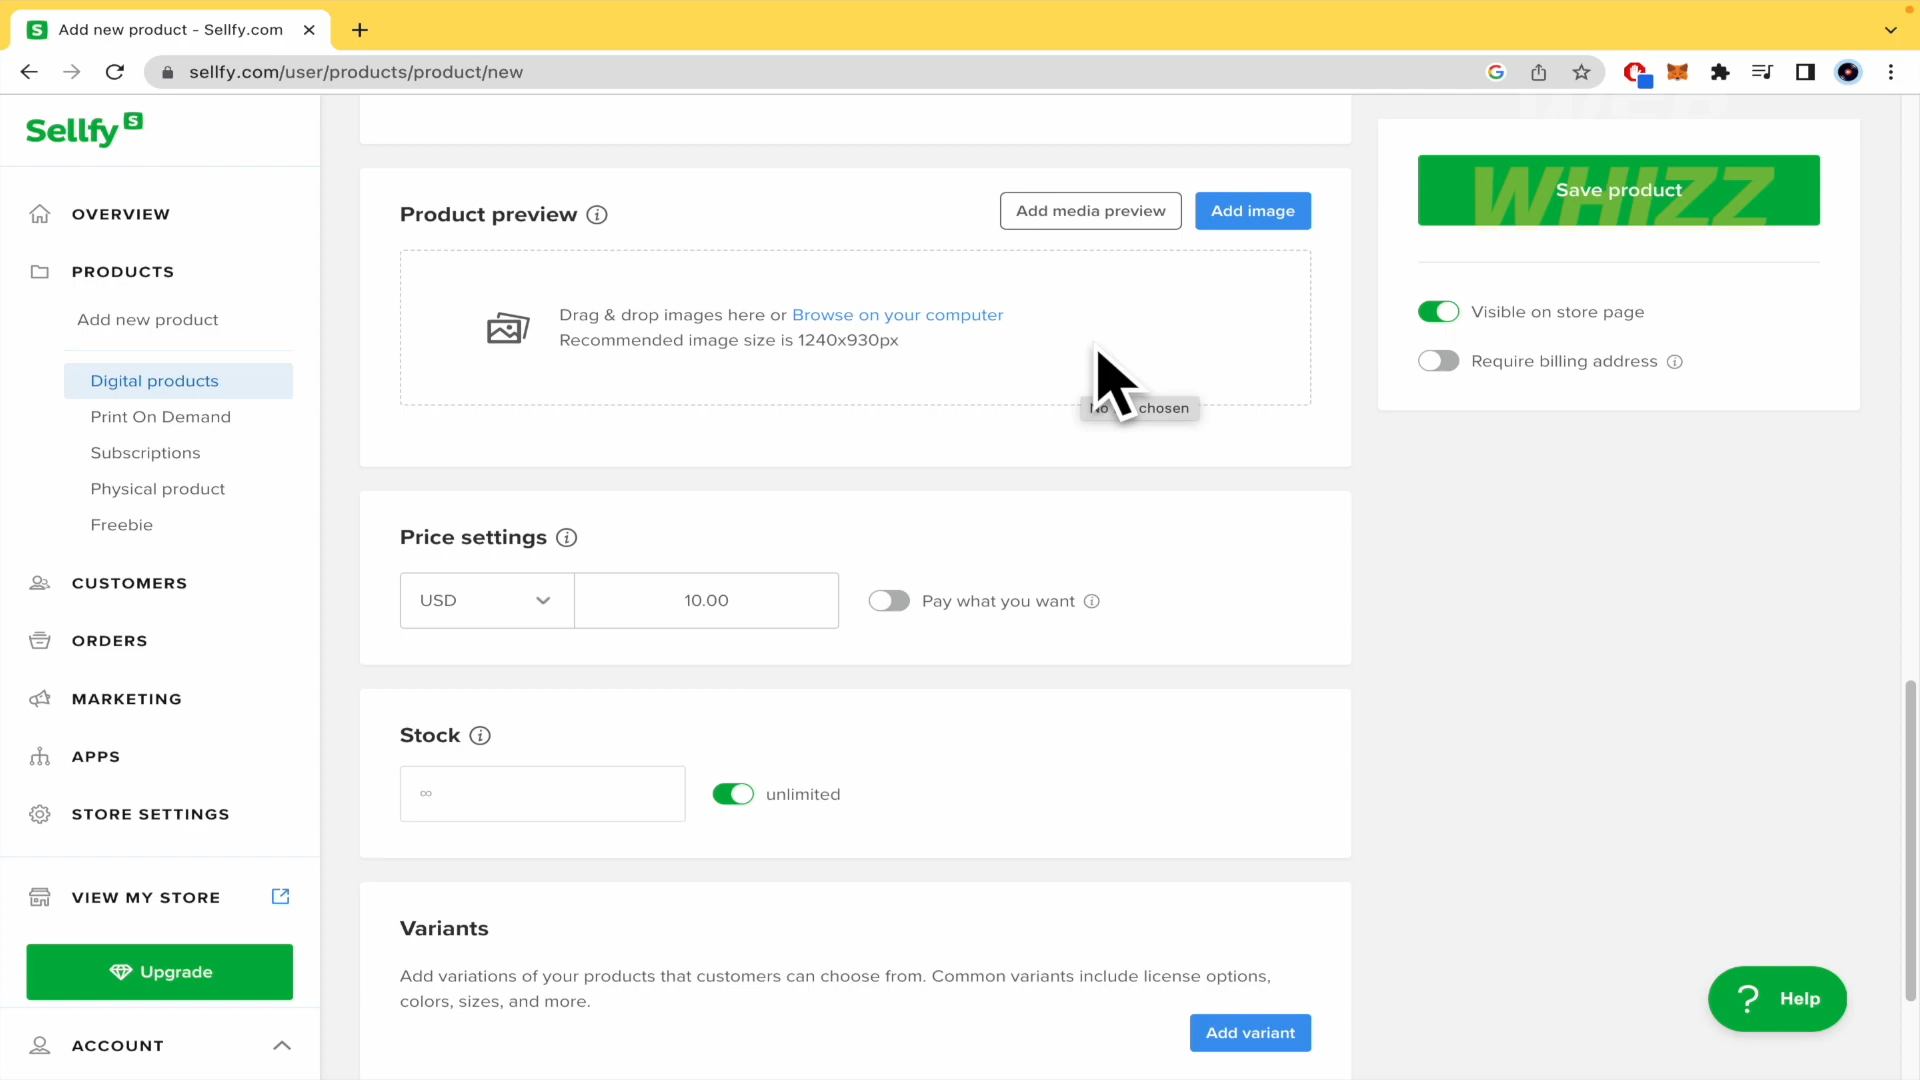 Add new product - Sellfy.com
sellfy.com/user/products/product/new
Sellfy S
OVERVIEW
PRODUCTS
Add new product
Digital products
Print On Demand
Subscriptions
Physical product
Freebie
CUSTOMERS
ORDERS
MARKETING
APPS
STORE SETTINGS
VIEW MY STORE
Upgrade
ACCOUNT
Product preview
Add media preview
Add image
Drag & drop images here or Browse on your computer
Recommended image size is 1240x930px
No chosen
Price settings
USD
10.00
Pay what you want
Stock
∞
unlimited
Variants
Add variations of your products that customers can choose from. Common variants include license options,
colors, sizes, and more.
Add variant
WEB
WHIZZ
Save product
Visible on store page
Require billing address
? Help